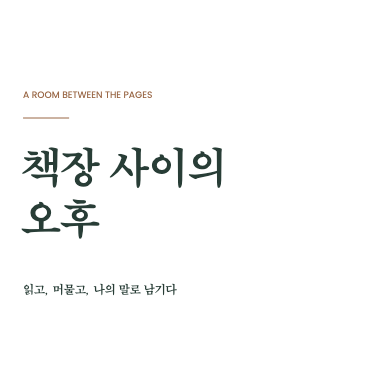 A ROOM BETWEEN THE PAGES
책장 사이의
오후
읽고, 머물고, 나의 말로 남기다